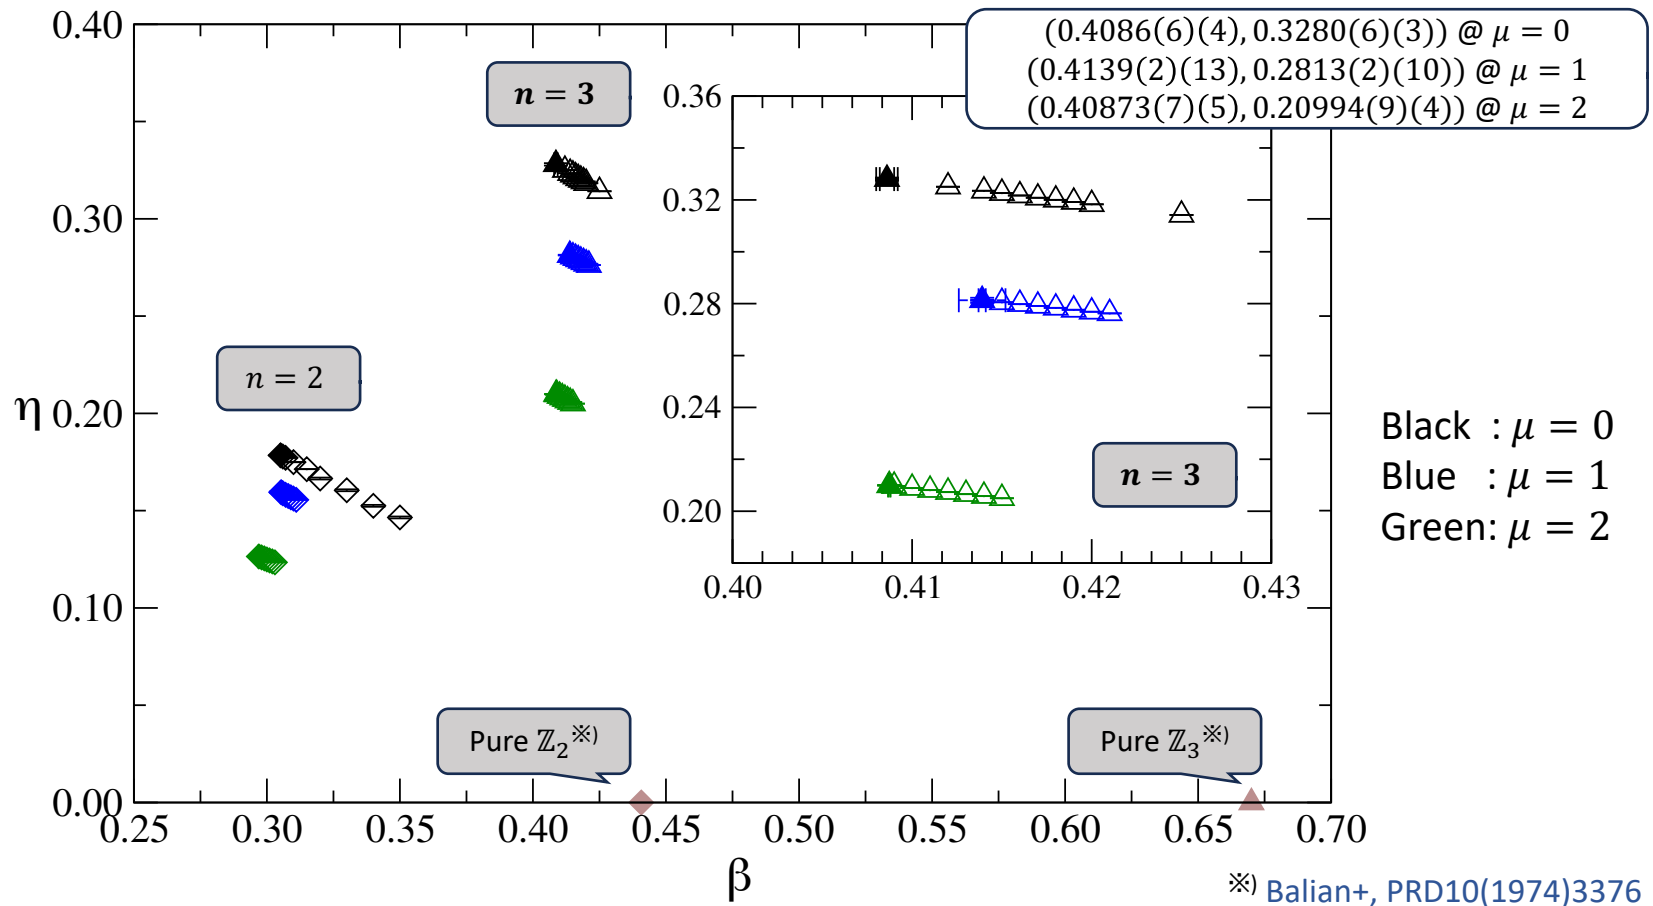 (0.4086(6)(4), 0.3280(6)(3)) @ μ = 0
(0.4139(2)(13), 0.2813(2)(10)) @ μ = 1
(0.40873(7)(5), 0.20994(9)(4)) @ μ = 2
0.40
0.30
0.20
0.10
0.00
η
n = 3
n = 2
0.36
0.32
0.28
0.24
0.20
n = 3
0.40 0.41 0.42 0.43
Black : μ = 0
Blue : μ = 1
Green: μ = 2
Pure ℤ₂※)
Pure ℤ₃※)
0.25 0.30 0.35 0.40 0.45 0.50 0.55 0.60 0.65 0.70
β
※) Balian+, PRD10(1974)3376